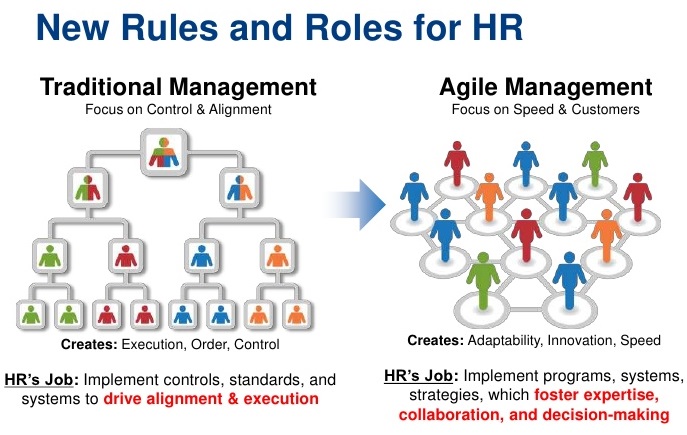 New Rules and Roles for HR
Traditional Management
Focus on Control & Alignment
Creates: Execution, Order, Control
HR's Job: Implement controls, standards, and
systems to drive alignment & execution
Agile Management
Focus on Speed & Customers
Creates: Adaptability, Innovation, Speed
HR's Job: Implement programs, systems,
strategies, which foster expertise,
collaboration, and decision-making